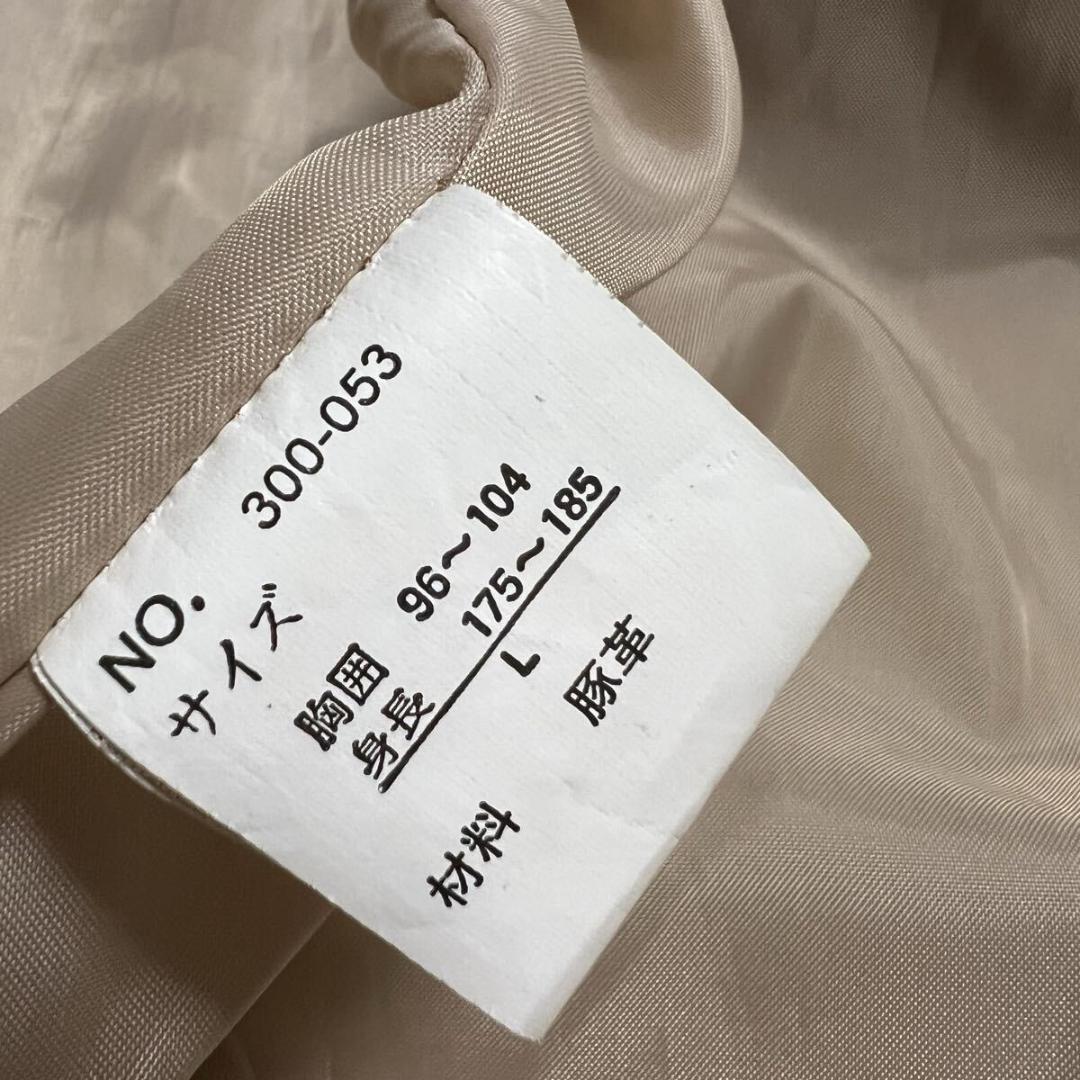 NO. 300-053
サイズ
胸囲 96〜104
身長 175〜185
L
材料 豚革